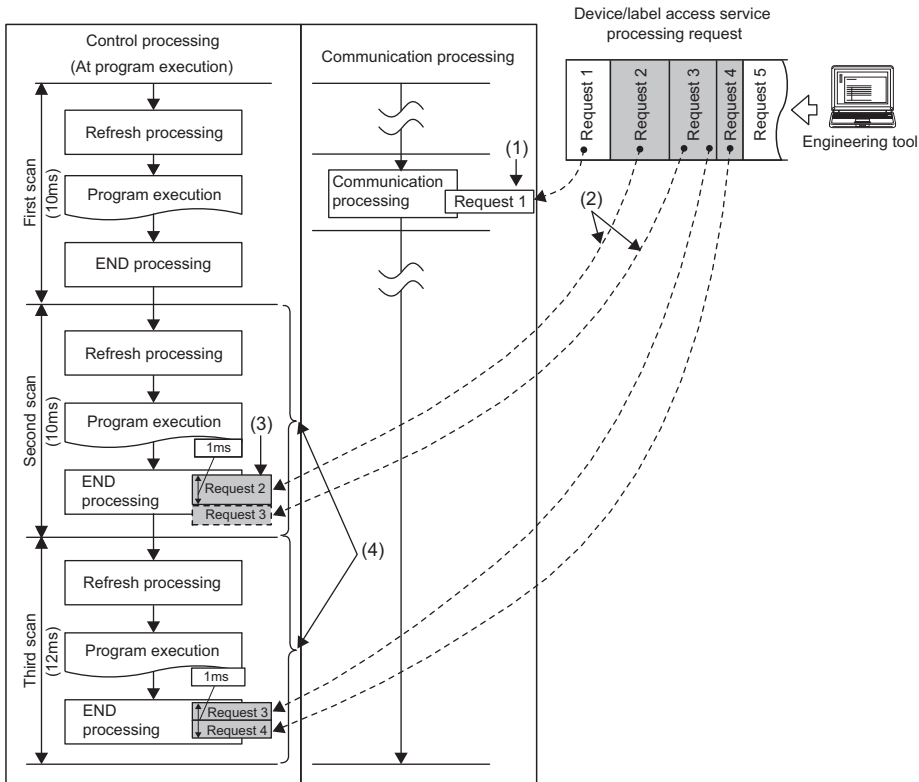 Device/label access service
processing request
Request 1
Request 2
Request 3
Request 4
Request 5
Engineering tool
Control processing
(At program execution)
Communication processing
First scan
(10ms)
Refresh processing
Program execution
END processing
(1)
Communication
processing
Request 1
(2)
Second scan
(10ms)
Refresh processing
Program execution
(3)
1ms
END
processing
Request 2
Request 3
(4)
Third scan
(12ms)
Refresh processing
Program execution
1ms
END
processing
Request 3
Request 4